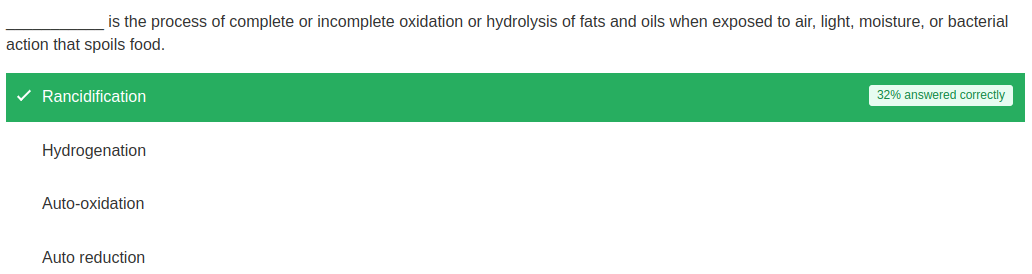 ___________ is the process of complete or incomplete oxidation or hydrolysis of fats and oils when exposed to air, light, moisture, or bacterial
action that spoils food.
Rancidification
32% answered correctly
Hydrogenation
Auto-oxidation
Auto reduction